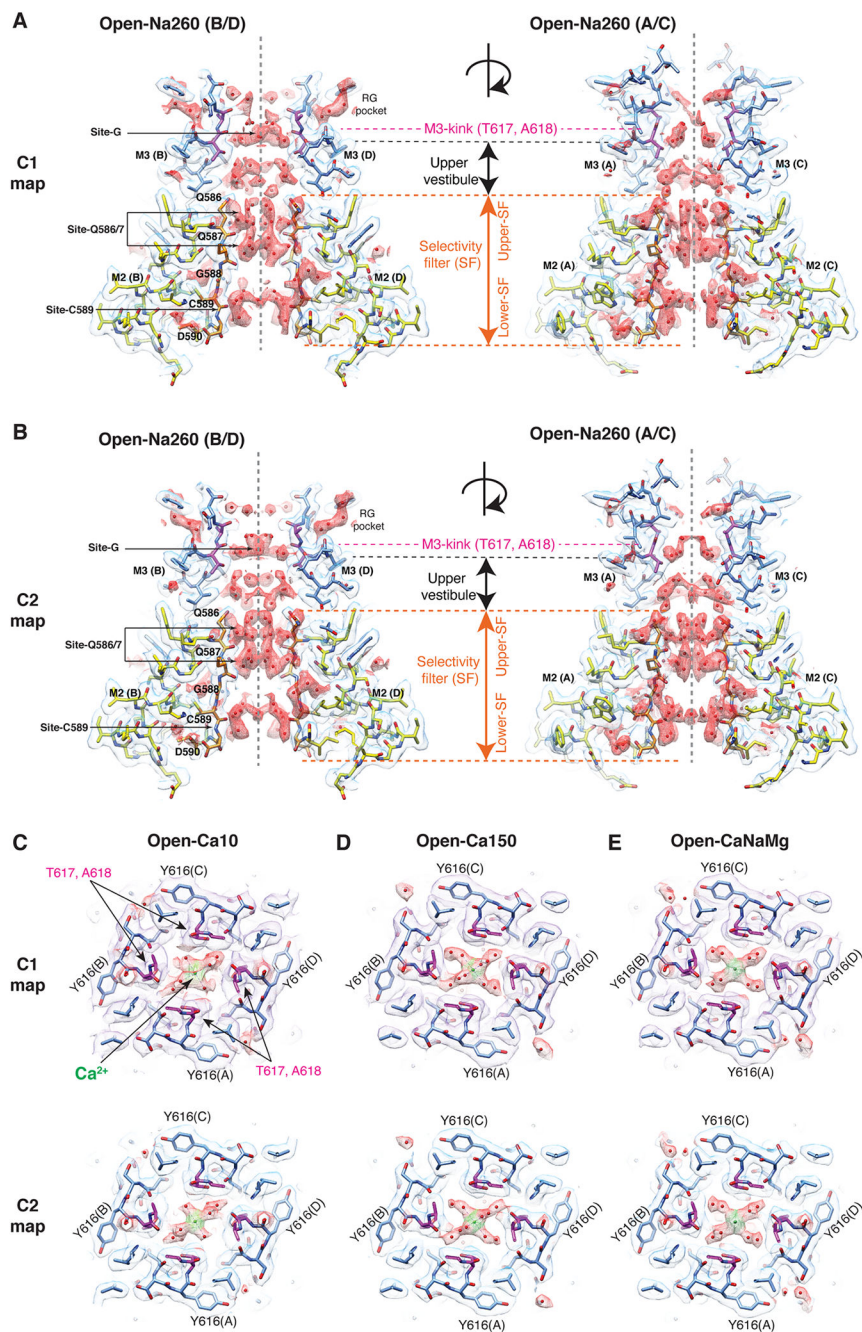 A
Open-Na260 (B/D)
Open-Na260 (A/C)
RG
pocket
Site-G
M3-kink (T617, A618)
M3 (B)
M3 (D)
M3 (A)
M3 (C)
C1
map
Upper
vestibule
Q586
Site-Q586/7
Q587
Selectivity
filter (SF)
Upper-SF
G588
M2 (B)
M2 (D)
M2 (A)
M2 (C)
C589
Site-C589
Lower-SF
D590
B
Open-Na260 (B/D)
Open-Na260 (A/C)
RG
pocket
Site-G
M3-kink (T617, A618)
M3 (B)
M3 (D)
M3 (A)
M3 (C)
C2
map
Upper
vestibule
Q586
Site-Q586/7
Q587
Selectivity
filter (SF)
Upper-SF
G588
M2 (B)
M2 (D)
M2 (A)
M2 (C)
C589
Site-C589
Lower-SF
D590
C
Open-Ca10
D
Open-Ca150
E
Open-CaNaMg
T617, A618
Y616(C)
Y616(C)
Y616(C)
C1
map
Y616(B)
Y616(D)
Y616(B)
Y616(D)
Y616(B)
Y616(D)
Ca²⁺
T617, A618
Y616(A)
Y616(A)
Y616(A)
Y616(C)
Y616(C)
Y616(C)
C2
map
Y616(B)
Y616(D)
Y616(B)
Y616(D)
Y616(B)
Y616(D)
Y616(A)
Y616(A)
Y616(A)